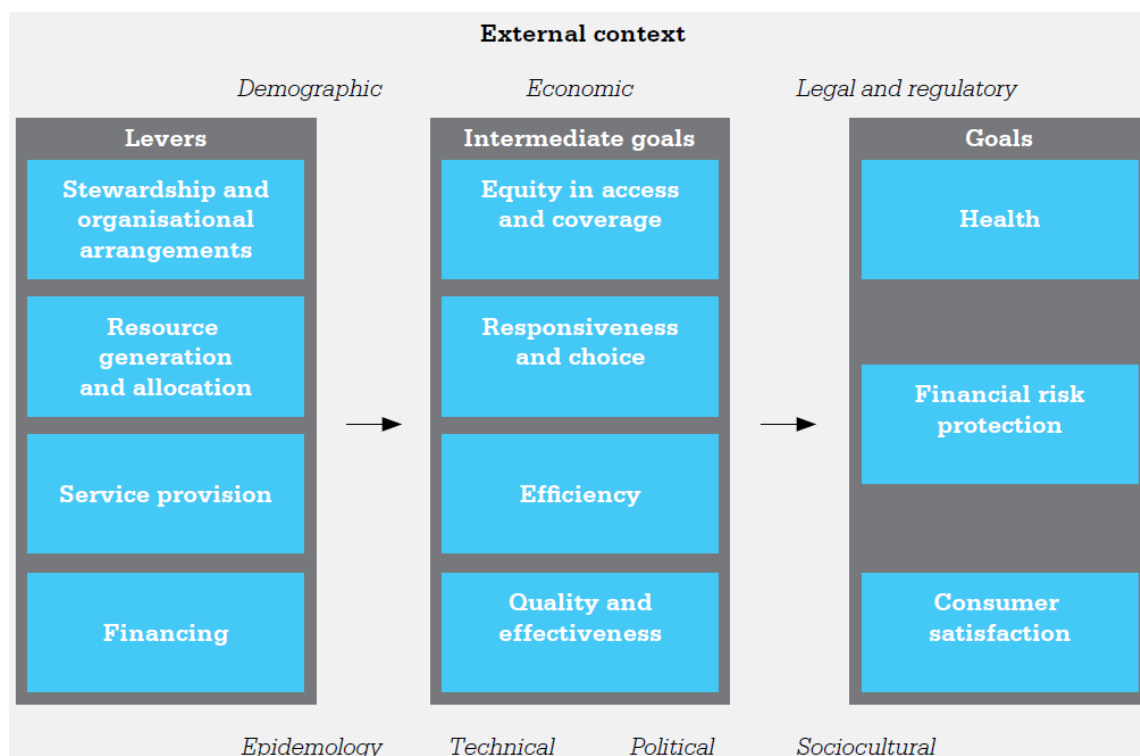 External context
Demographic Economic Legal and regulatory
Levers
Stewardship and
organisational
arrangements
Resource
generation
and allocation
Service provision
Financing
Intermediate goals
Equity in access
and coverage
Responsiveness
and choice
Efficiency
Quality and
effectiveness
Goals
Health
Financial risk
protection
Consumer
satisfaction
Epidemology Technical Political Sociocultural